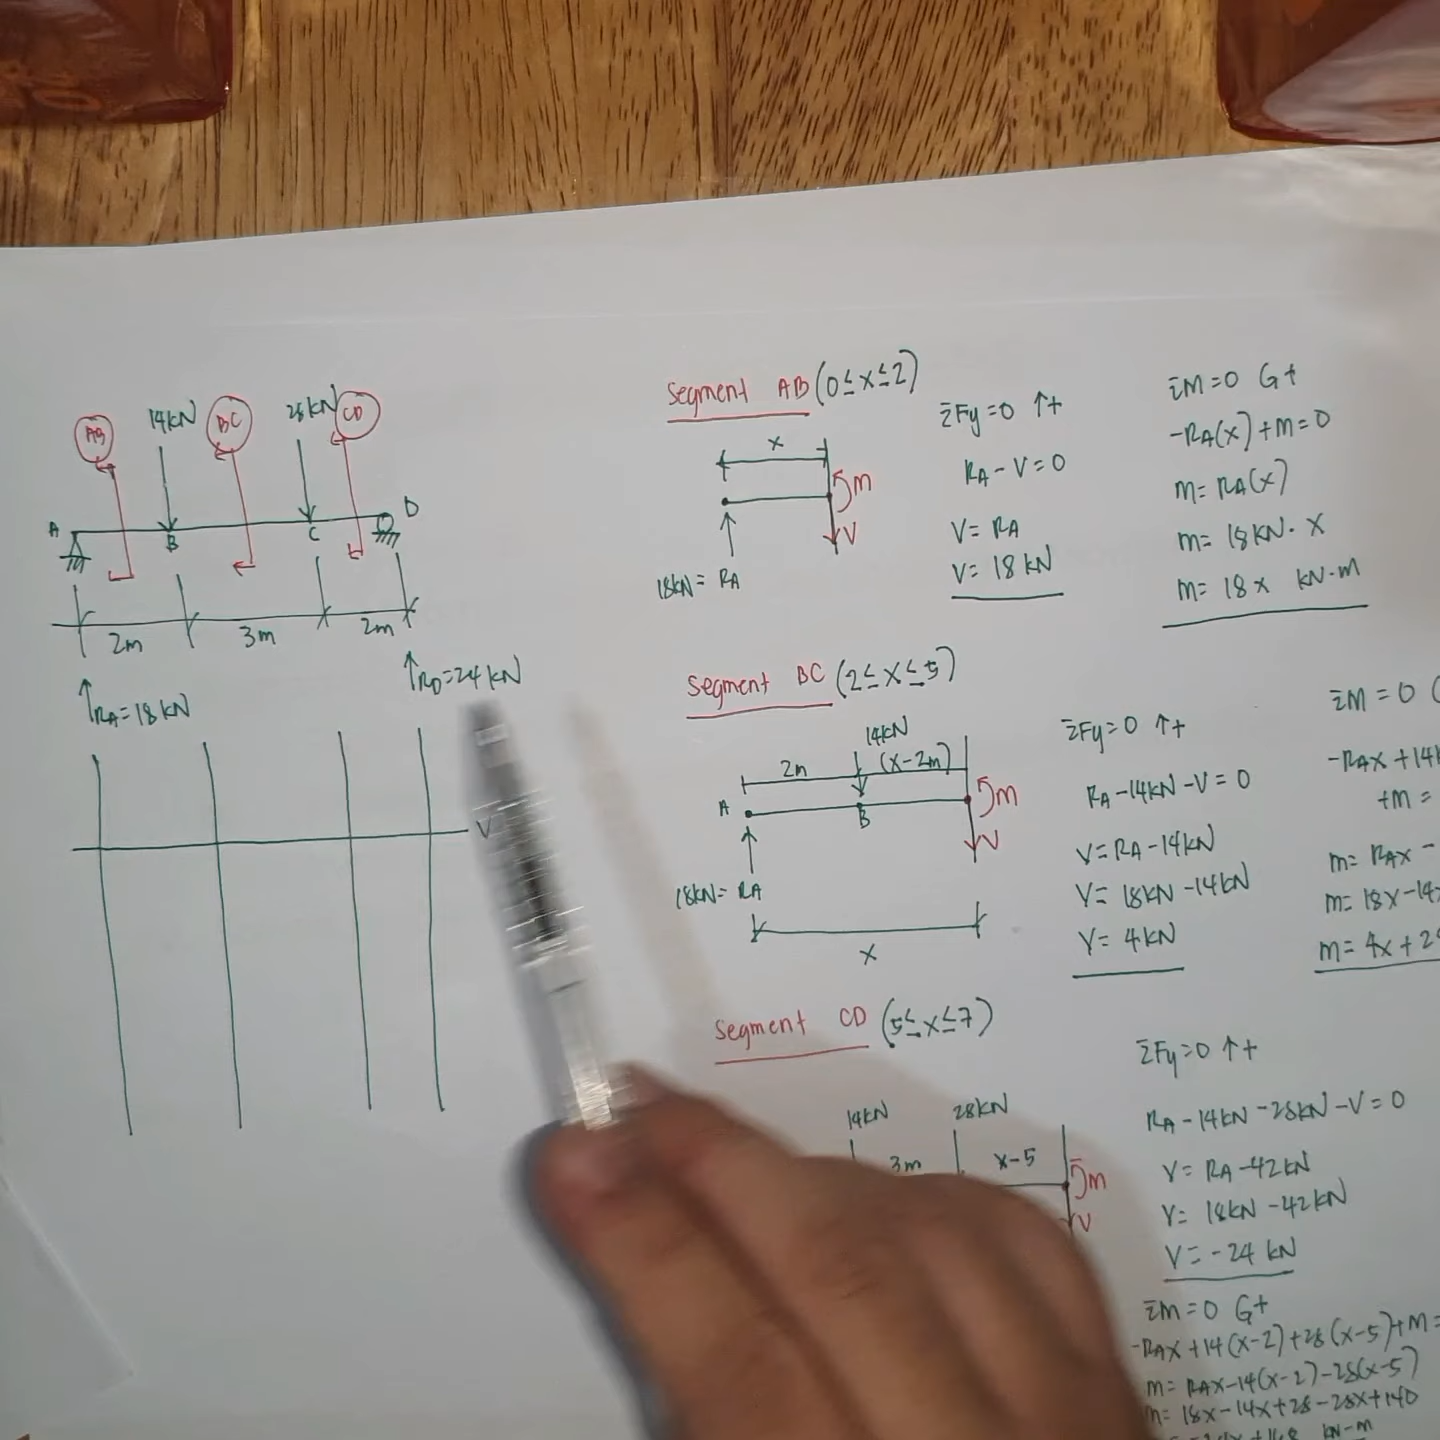 14kN
28kN
AB
BC
CD
A
B
C
D
2m
3m
2m
RA=18kN
RD=24kN
V
Segment AB (0≤x≤2)
x
M
V
18kN= RA
ΣFy=0 ↑+
RA-V=0
V= RA
V= 18 kN
ΣM=0 G+
-RA(x)+M=0
M= RA(x)
M= 18kN· x
M= 18x kN·m
Segment BC (2≤x≤5)
14kN
2m
(x-2m)
A
B
M
V
18kN= RA
x
ΣFy=0 ↑+
RA-14kN-V=0
V=RA-14kN
V= 18kN-14kN
V= 4kN
ΣM=0
-RAx+14k
+M=
M= RAx-
M= 18x-14x
M= 4x+2
Segment CD (5≤x≤7)
14kN
28kN
3m
x-5
M
V
ΣFy=0 ↑+
RA-14kN-28kN-V=0
V= RA-42kN
V= 18kN-42kN
V= -24 kN
ΣM=0 G+
-RAx+14(x-2)+28(x-5)+M=
M= RAx-14(x-2)-28(x-5)
M= 18x-14x+28-28x+140
kN-m